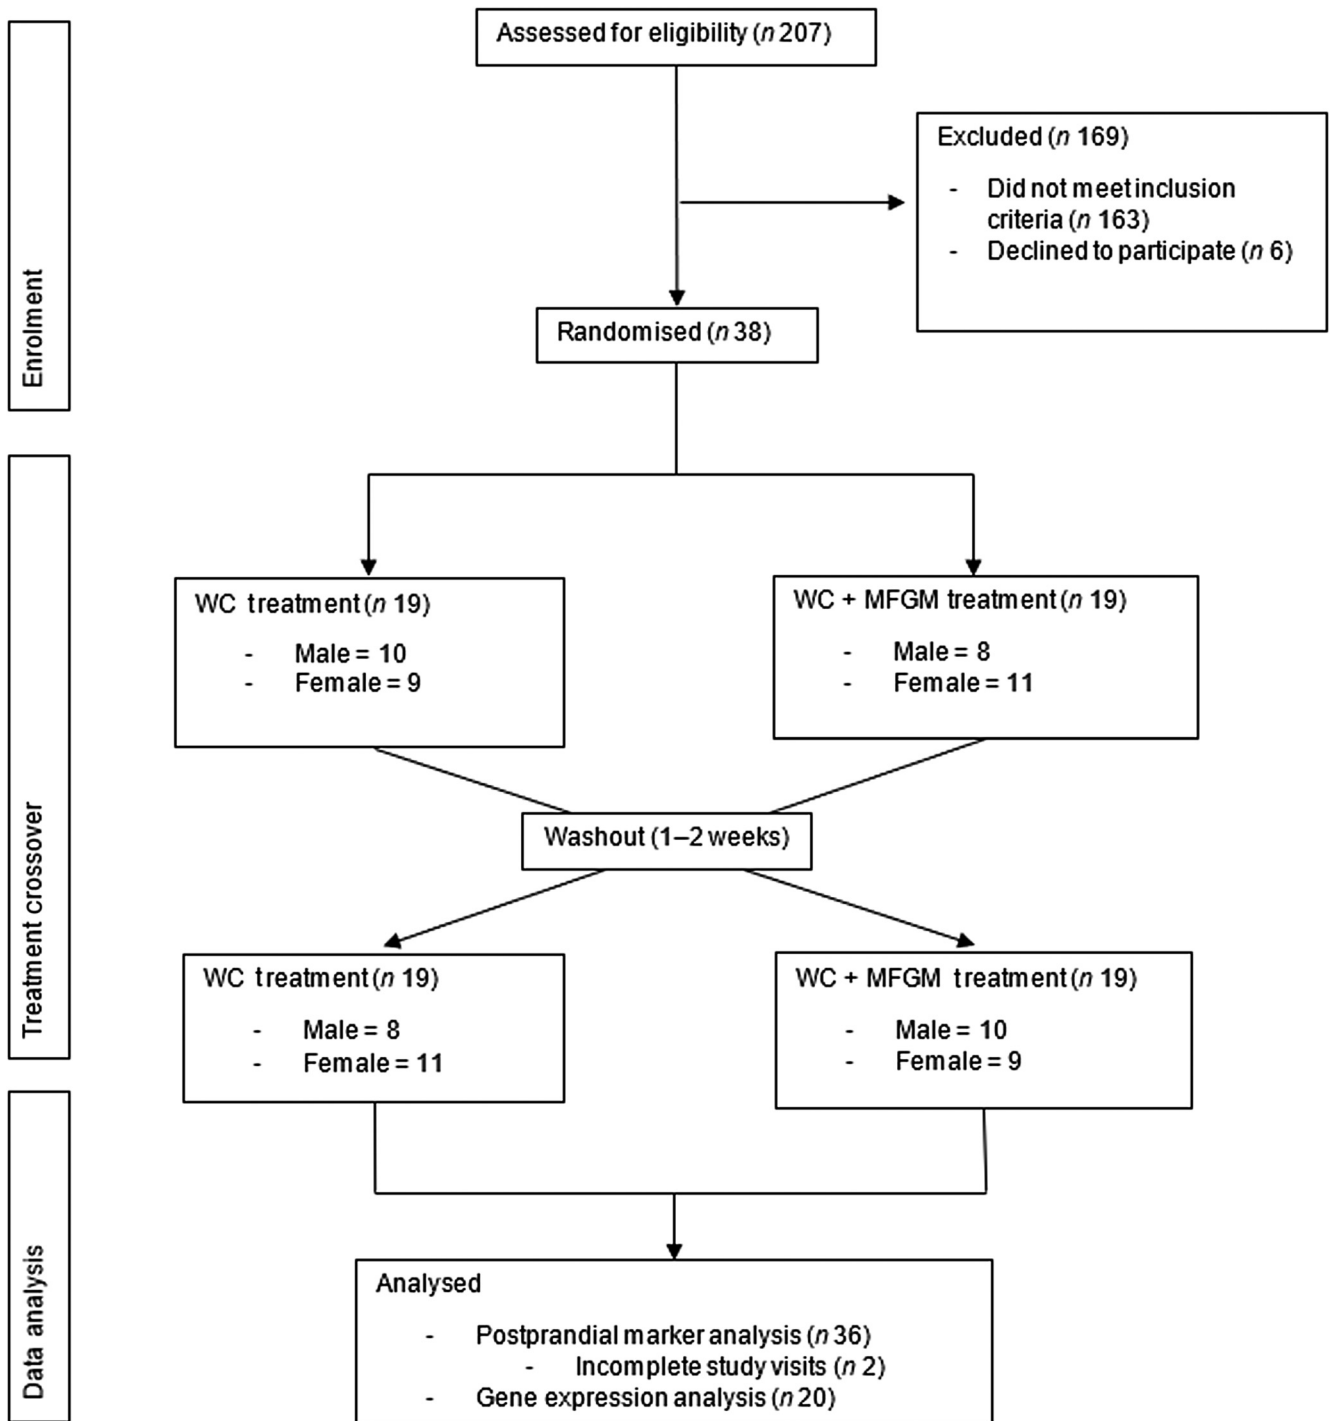 Assessed for eligibility (n 207)
Excluded (n 169)
- Did not meet inclusion
criteria (n 163)
- Declined to participate (n 6)
Enrolment
Randomised (n 38)
WC treatment (n 19)
- Male = 10
- Female = 9
WC + MFGM treatment (n 19)
- Male = 8
- Female = 11
Treatment crossover
Washout (1–2 weeks)
WC treatment (n 19)
- Male = 8
- Female = 11
WC + MFGM treatment (n 19)
- Male = 10
- Female = 9
Data analysis
Analysed
- Postprandial marker analysis (n 36)
- Incomplete study visits (n 2)
- Gene expression analysis (n 20)